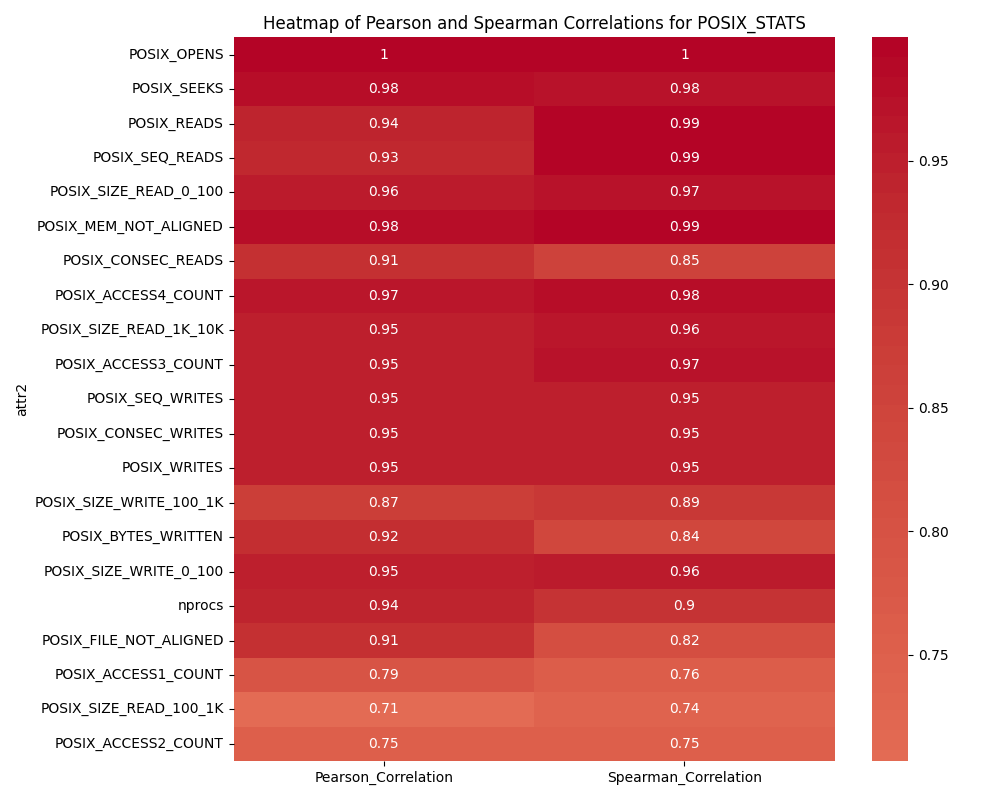 Heatmap of Pearson and Spearman Correlations for POSIX_STATS
attr2
POSIX_OPENS 1 1
POSIX_SEEKS 0.98 0.98
POSIX_READS 0.94 0.99
POSIX_SEQ_READS 0.93 0.99
POSIX_SIZE_READ_0_100 0.96 0.97
POSIX_MEM_NOT_ALIGNED 0.98 0.99
POSIX_CONSEC_READS 0.91 0.85
POSIX_ACCESS4_COUNT 0.97 0.98
POSIX_SIZE_READ_1K_10K 0.95 0.96
POSIX_ACCESS3_COUNT 0.95 0.97
POSIX_SEQ_WRITES 0.95 0.95
POSIX_CONSEC_WRITES 0.95 0.95
POSIX_WRITES 0.95 0.95
POSIX_SIZE_WRITE_100_1K 0.87 0.89
POSIX_BYTES_WRITTEN 0.92 0.84
POSIX_SIZE_WRITE_0_100 0.95 0.96
nprocs 0.94 0.9
POSIX_FILE_NOT_ALIGNED 0.91 0.82
POSIX_ACCESS1_COUNT 0.79 0.76
POSIX_SIZE_READ_100_1K 0.71 0.74
POSIX_ACCESS2_COUNT 0.75 0.75
Pearson_Correlation Spearman_Correlation
0.95
0.90
0.85
0.80
0.75